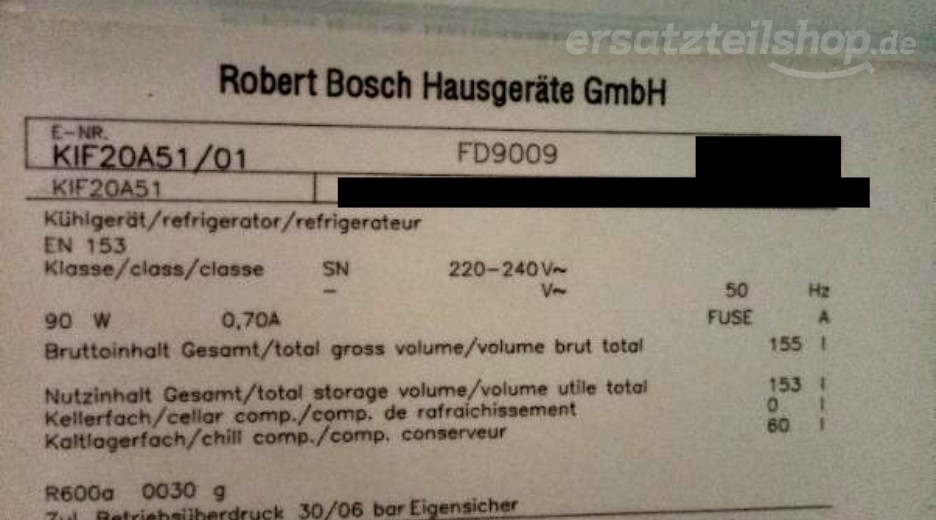 ersatzteilshop.de
Robert Bosch Hausgeräte GmbH
E-NR.
KIF20A51/01 FD9009
KIF20A51
Kühlgerät/refrigerator/refrigerateur
EN 153
Klasse/class/classe SN 220-240V~
- V~ 50 Hz
90 W 0,70A FUSE A
Bruttoinhalt Gesamt/total gross volume/volume brut total 155 l
Nutzinhalt Gesamt/total storage volume/volume utile total 153 l
Kellerfach/cellar comp./comp. de rafraichissement 0 l
Kaltlagerfach/chill comp./comp. conserveur 60 l
R600a 0030 g
Zul. Betriebsüberdruck 30/06 bar Eigensicher